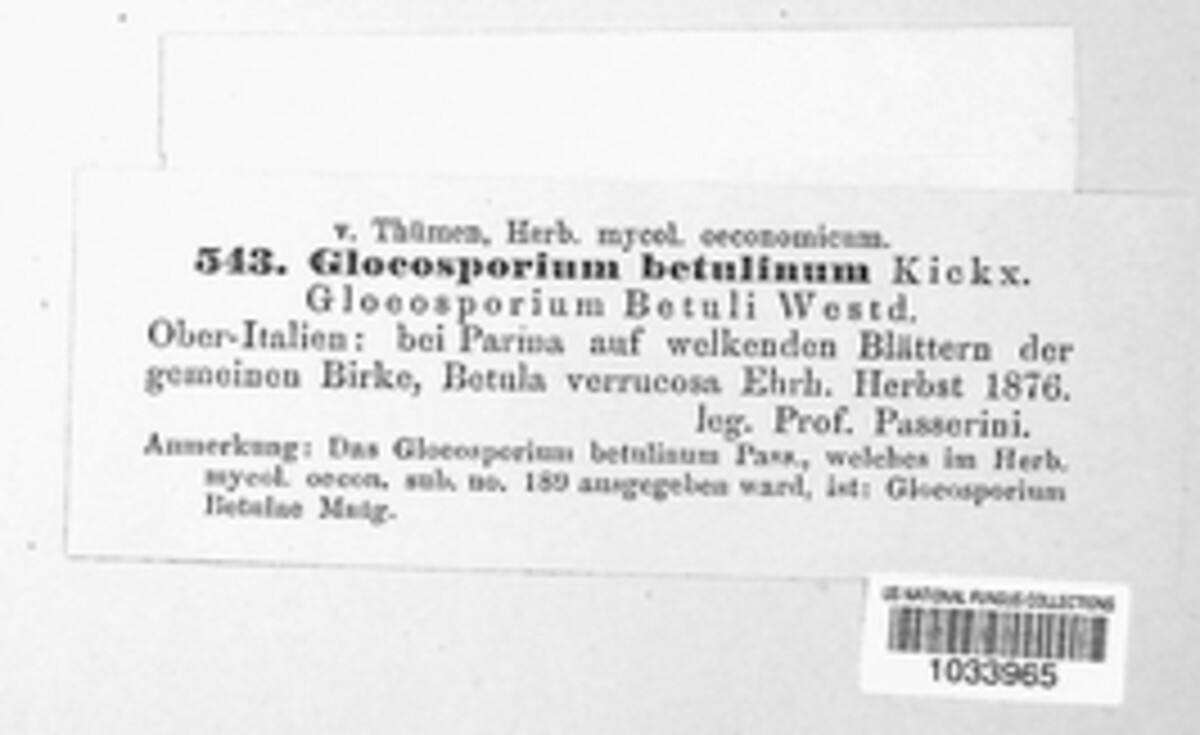 v. Thümen, Herb. mycol. oeconomicum.
543. Gloeosporium betulinum Kickx.
Gloeosporium Betuli Westd.
Ober-Italien: bei Parma auf welkenden Blättern der
gemeinen Birke, Betula verrucosa Ehrh. Herbst 1876.
leg. Prof. Passerini.
Anmerkung: Das Gloeosporium betulinum Pass., welches im Herb.
mycol. oecon. sub. no. 189 ausgegeben ward, ist: Gloeosporium
Betulae Mntg.
US NATIONAL FUNGUS COLLECTIONS
1033965